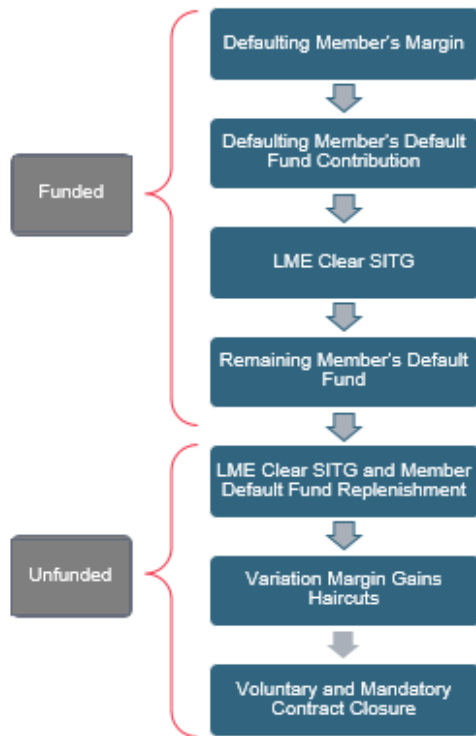 Defaulting Member's Margin
Defaulting Member's Default
Fund Contribution
Funded
LME Clear SITG
Remaining Member's Default
Fund
LME Clear SITG and Member
Default Fund Replenishment
Unfunded
Variation Margin Gains
Haircuts
Voluntary and Mandatory
Contract Closure